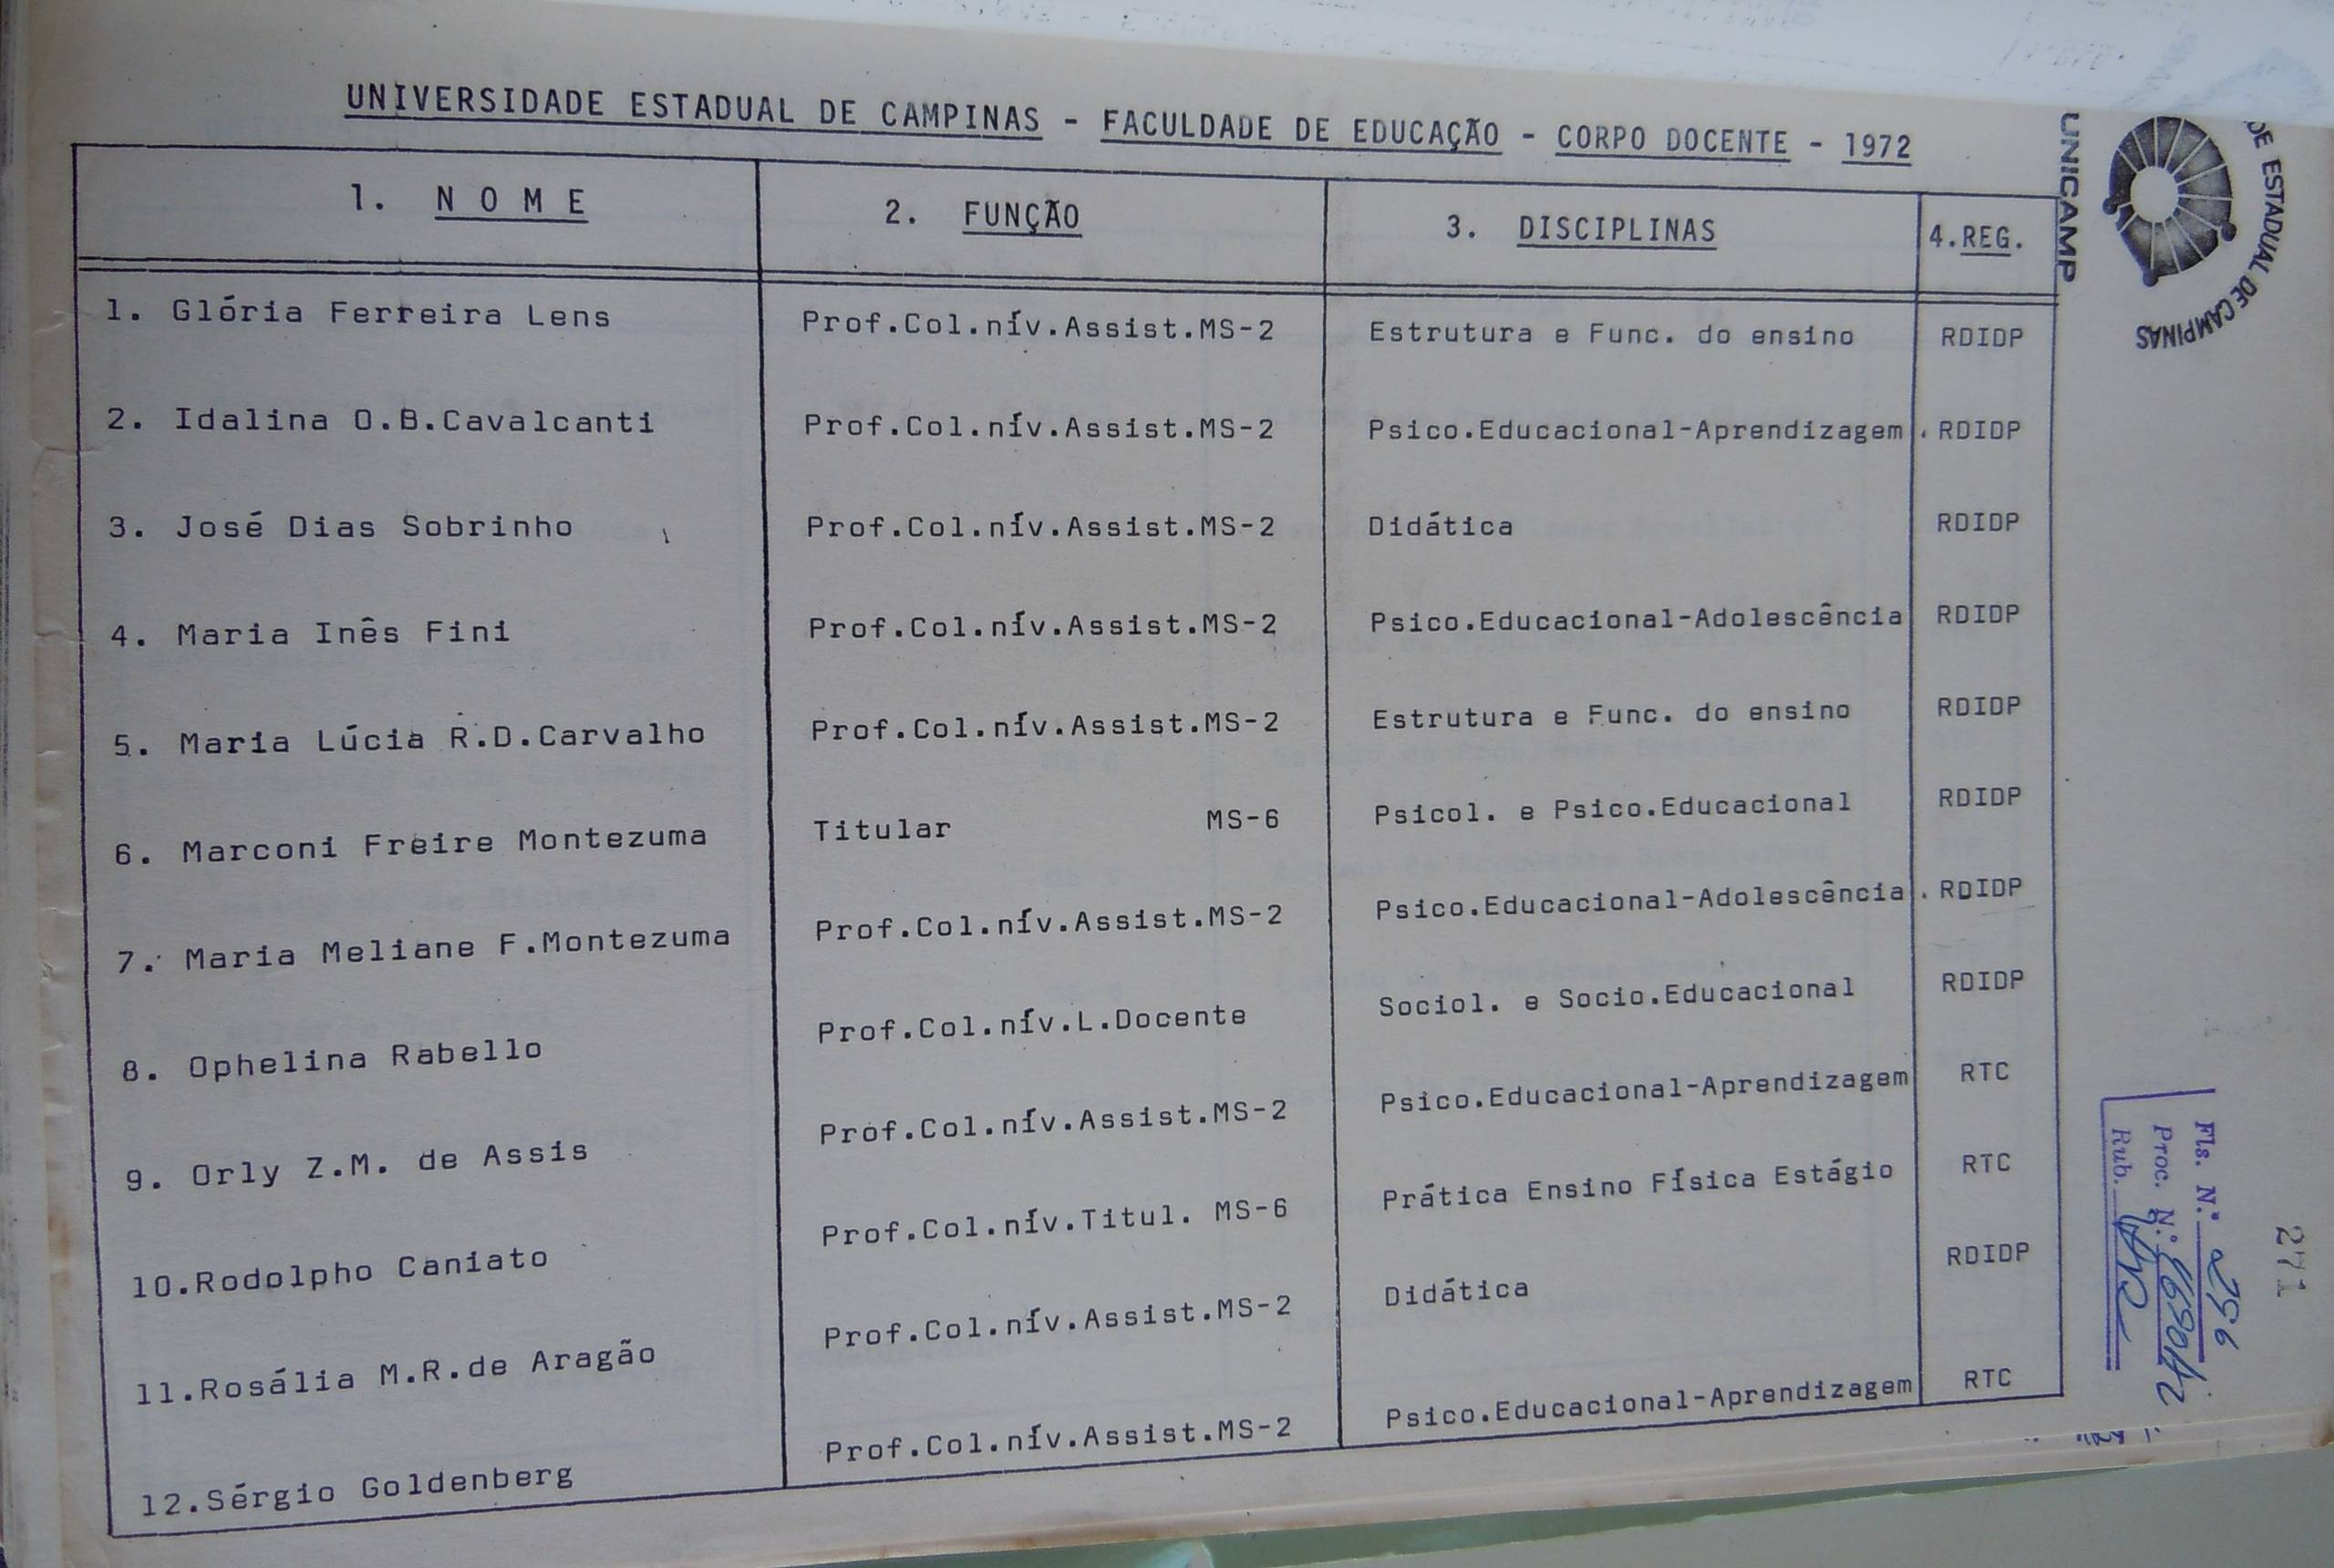 UNIVERSIDADE ESTADUAL DE CAMPINAS - FACULDADE DE EDUCAÇÃO - CORPO DOCENTE - 1972
1. NOME 2. FUNÇÃO 3. DISCIPLINAS 4.REG.
1. Glória Ferreira Lens Prof.Col.nív.Assist.MS-2 Estrutura e Func. do ensino RDIDP
2. Idalina O.B.Cavalcanti Prof.Col.nív.Assist.MS-2 Psico.Educacional-Aprendizagem. RDIDP
3. José Dias Sobrinho Prof.Col.nív.Assist.MS-2 Didática RDIDP
4. Maria Inês Fini Prof.Col.nív.Assist.MS-2 Psico.Educacional-Adolescência RDIDP
5. Maria Lúcia R.D.Carvalho Prof.Col.nív.Assist.MS-2 Estrutura e Func. do ensino RDIDP
6. Marconi Freire Montezuma Titular MS-6 Psicol. e Psico.Educacional RDIDP
7. Maria Meliane F.Montezuma Prof.Col.nív.Assist.MS-2 Psico.Educacional-Adolescência. RDIDP
8. Ophelina Rabello Prof.Col.nív.L.Docente Sociol. e Socio.Educacional RDIDP
9. Orly Z.M. de Assis Prof.Col.nív.Assist.MS-2 Psico.Educacional-Aprendizagem RTC
10.Rodolpho Caniato Prof.Col.nív.Titul. MS-6 Prática Ensino Física Estágio RTC
11.Rosália M.R.de Aragão Prof.Col.nív.Assist.MS-2 Didática RDIDP
12.Sérgio Goldenberg Prof.Col.nív.Assist.MS-2 Psico.Educacional-Aprendizagem RTC
DE ESTADUAL DE CAMPINAS
UNICAMP
271
Fls. N.º 256
Proc. N.º
Rub.